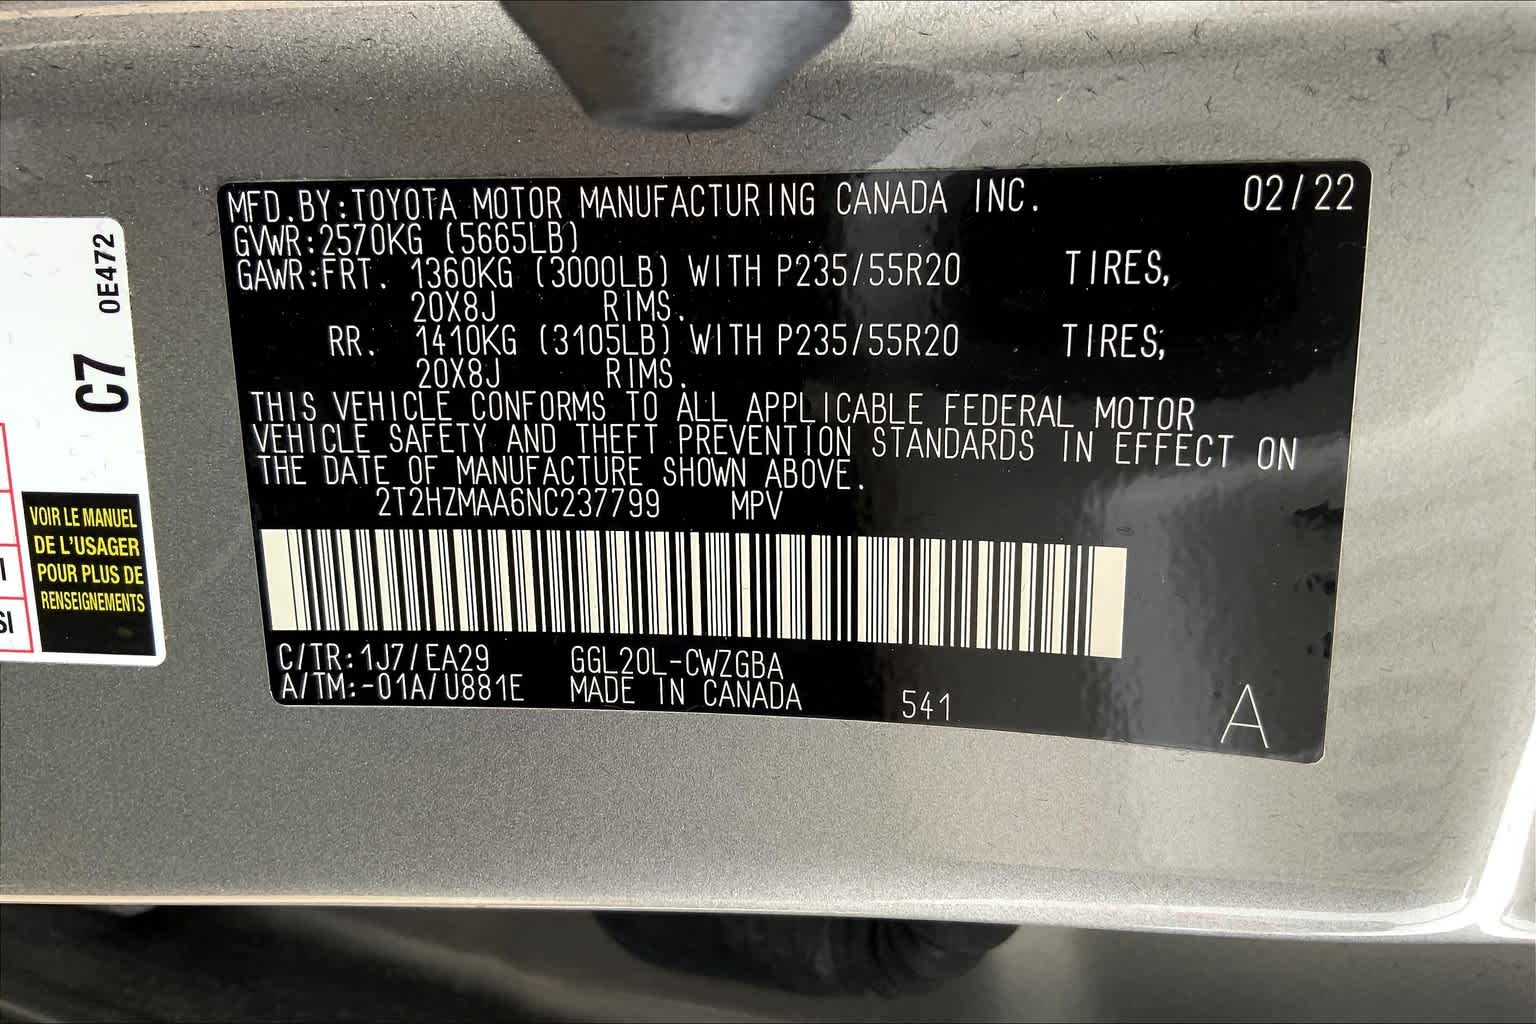 MFD.BY:TOYOTA MOTOR MANUFACTURING CANADA INC. 02/22
GVWR:2570KG (5665LB)
GAWR:FRT. 1360KG (3000LB) WITH P235/55R20 TIRES,
20X8J RIMS.
RR. 1410KG (3105LB) WITH P235/55R20 TIRES,
20X8J RIMS.
THIS VEHICLE CONFORMS TO ALL APPLICABLE FEDERAL MOTOR
VEHICLE SAFETY AND THEFT PREVENTION STANDARDS IN EFFECT ON
THE DATE OF MANUFACTURE SHOWN ABOVE.
2T2HZMAA6NC237799 MPV
C/TR:1J7/EA29 GGL20L-CWZGBA
A/TM:-01A/U881E MADE IN CANADA 541 A
0E472
C7
VOIR LE MANUEL
DE L'USAGER
POUR PLUS DE
RENSEIGNEMENTS